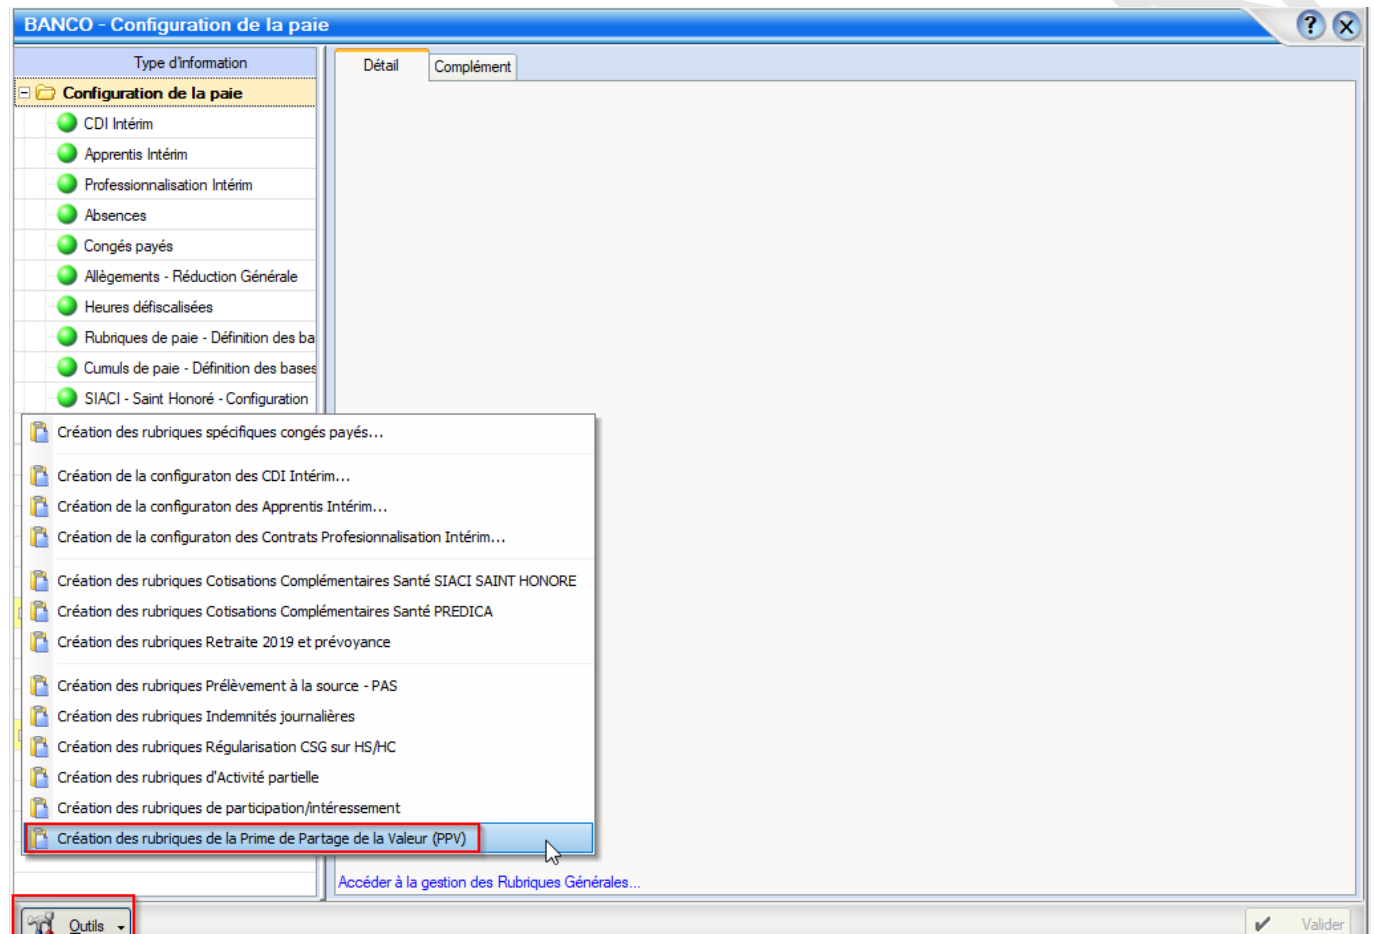 BANCO - Configuration de la paie
Type d'information
Détail
Complément
Configuration de la paie
CDI Intérim
Apprentis Intérim
Professionnalisation Intérim
Absences
Congés payés
Allègements - Réduction Générale
Heures défiscalisées
Rubriques de paie - Définition des ba
Cumuls de paie - Définition des bases
SIACI - Saint Honoré - Configuration
Création des rubriques spécifiques congés payés...
Création de la configuraton des CDI Intérim...
Création de la configuraton des Apprentis Intérim...
Création de la configuraton des Contrats Profesionnalisation Intérim...
Création des rubriques Cotisations Complémentaires Santé SIACI SAINT HONORE
Création des rubriques Cotisations Complémentaires Santé PREDICA
Création des rubriques Retraite 2019 et prévoyance
Création des rubriques Prélèvement à la source - PAS
Création des rubriques Indemnités journalières
Création des rubriques Régularisation CSG sur HS/HC
Création des rubriques d'Activité partielle
Création des rubriques de participation/intéressement
Création des rubriques de la Prime de Partage de la Valeur (PPV)
Accéder à la gestion des Rubriques Générales...
Outils
Valider